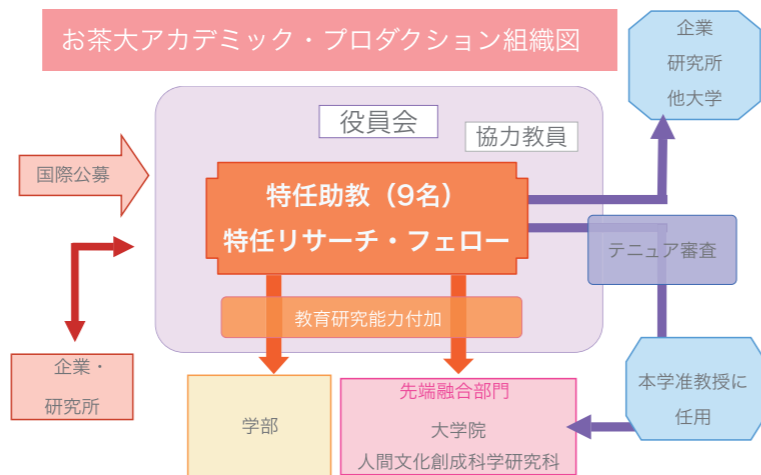 お茶大アカデミック・プロダクション組織図
企業
研究所
他大学
役員会
協力教員
国際公募
特任助教（9名）
特任リサーチ・フェロー
テニュア審査
教育研究能力付加
企業・
研究所
学部
先端融合部門
大学院
人間文化創成科学研究科
本学准教授に
任用